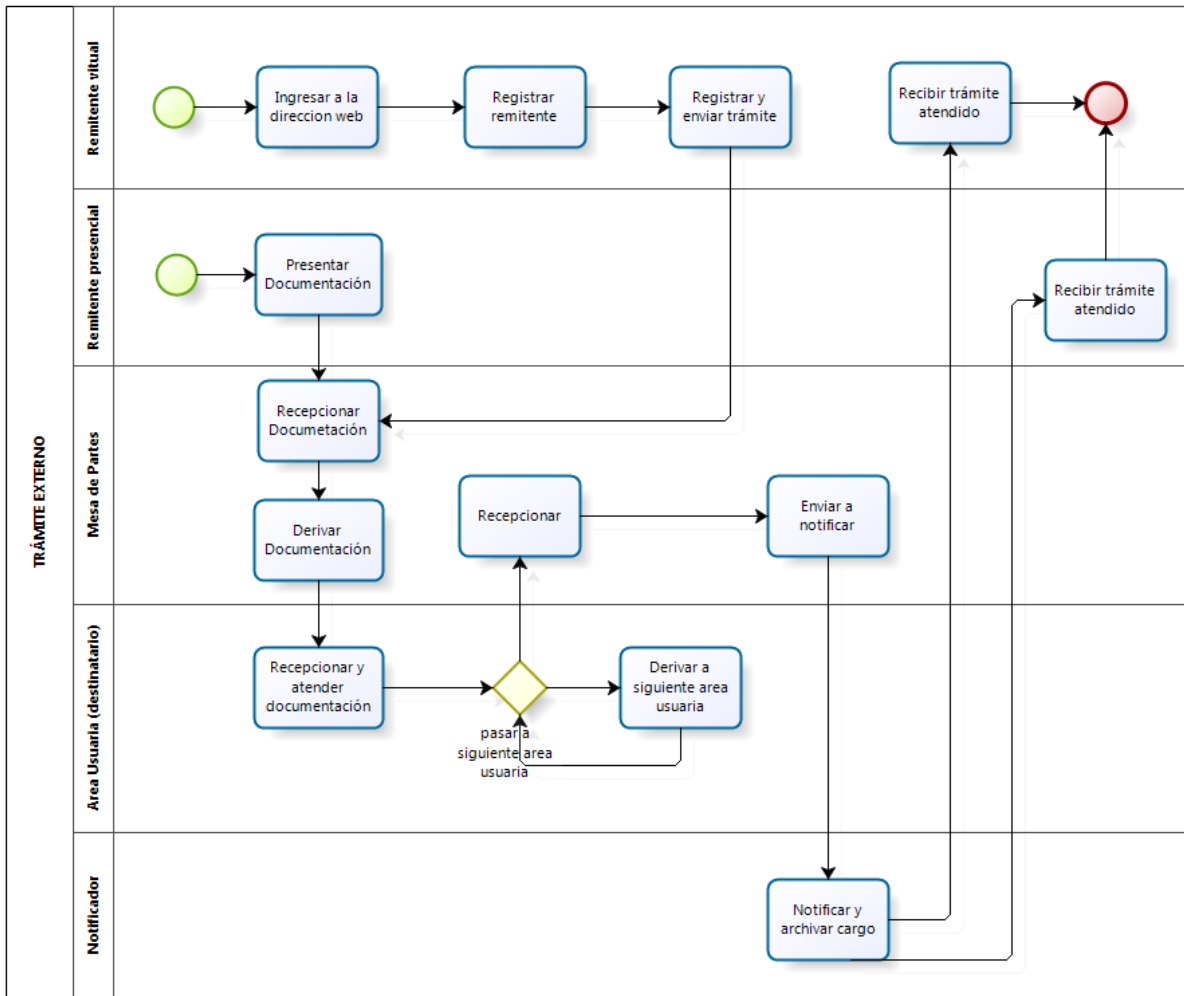 TRÁMITE EXTERNO
Remitente vitual
Ingresar a la
direccion web
Registrar
remitente
Registrar y
enviar trámite
Recibir trámite
atendido
Remitente presencial
Presentar
Documentación
Recibir trámite
atendido
Mesa de Partes
Recepcionar
Documetación
Derivar
Documentación
Recepcionar
Enviar a
notificar
Area Usuaria (destinatario)
Recepcionar y
atender
documentación
pasar a
siguiente area
usuaria
Derivar a
siguiente area
usuaria
Notificador
Notificar y
archivar cargo